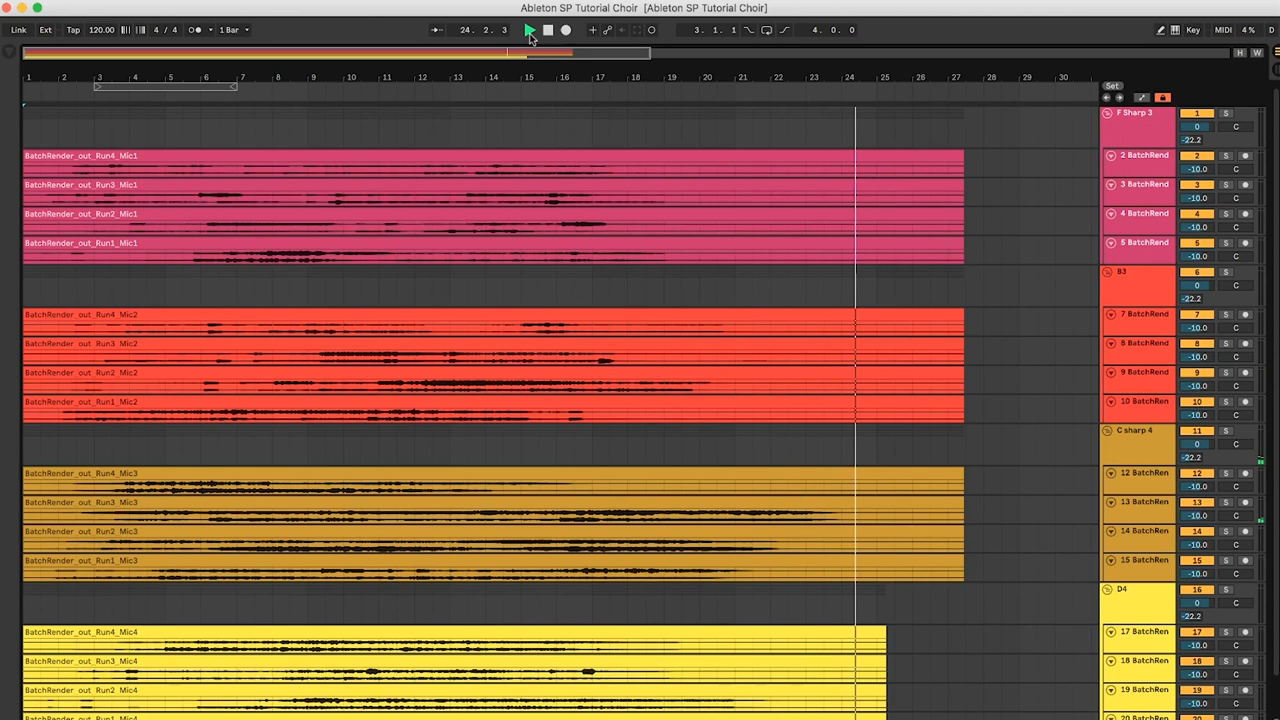 Ableton SP Tutorial Choir [Ableton SP Tutorial Choir]
Link Ext Tap 120.00 4 / 4 1 Bar 24. 2. 3 3. 1. 1 4. 0. 0 Key MIDI 4 % D
H W
1 2 3 4 5 6 7 8 9 10 11 12 13 14 15 16 17 18 19 20 21 22 23 24 25 26 27 28 29 30
Set
F Sharp 3 1 S
0 C
-22.2
BatchRender_out_Run4_Mic1 2 BatchRend 2 S
-10.0 C
BatchRender_out_Run3_Mic1 3 BatchRend 3 S
-10.0 C
BatchRender_out_Run2_Mic1 4 BatchRend 4 S
-10.0 C
BatchRender_out_Run1_Mic1 5 BatchRend 5 S
-10.0 C
B3 6 S
0 C
-22.2
BatchRender_out_Run4_Mic2 7 BatchRend 7 S
-10.0 C
BatchRender_out_Run3_Mic2 8 BatchRend 8 S
-10.0 C
BatchRender_out_Run2_Mic2 9 BatchRend 9 S
-10.0 C
BatchRender_out_Run1_Mic2 10 BatchRen 10 S
-10.0 C
C sharp 4 11 S
0 C
-22.2
BatchRender_out_Run4_Mic3 12 BatchRen 12 S
-10.0 C
BatchRender_out_Run3_Mic3 13 BatchRen 13 S
-10.0 C
BatchRender_out_Run2_Mic3 14 BatchRen 14 S
-10.0 C
BatchRender_out_Run1_Mic3 15 BatchRen 15 S
-10.0 C
D4 16 S
0 C
-22.2
BatchRender_out_Run4_Mic4 17 BatchRen 17 S
-10.0 C
BatchRender_out_Run3_Mic4 18 BatchRen 18 S
-10.0 C
BatchRender_out_Run2_Mic4 19 BatchRen 19 S
-10.0 C
BatchRender_out_Run1_Mic4 20 BatchRen 20 S